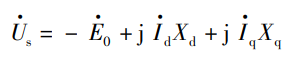 U̇s = − Ė0 + j İdXd + j İqXq